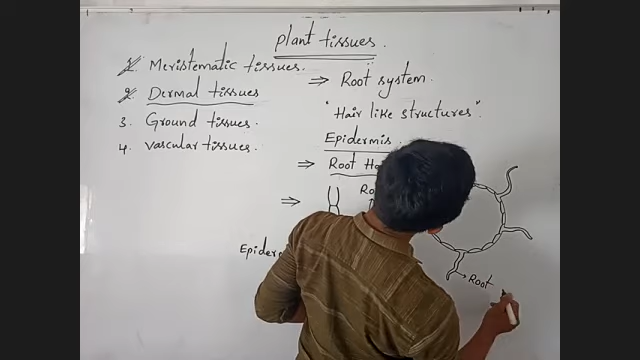 Plant tissues.
1. Meristematic tissues.
2. Dermal tissues
3. Ground tissues.
4. Vascular tissues.
⇒ Root system.
"Hair like structures".
Epidermis
⇒ Root
⇒
Root